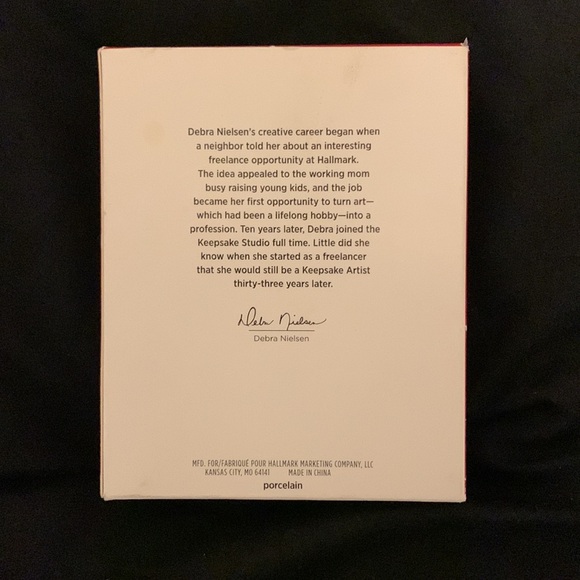 Debra Nielsen's creative career began when
a neighbor told her about an interesting
freelance opportunity at Hallmark.
The idea appealed to the working mom
busy raising young kids, and the job
became her first opportunity to turn art—
which had been a lifelong hobby—into a
profession. Ten years later, Debra joined the
Keepsake Studio full time. Little did she
know when she started as a freelancer
that she would still be a Keepsake Artist
thirty-three years later.
Debra Nielsen
Debra Nielsen
MFD. FOR/FABRIQUÉ POUR HALLMARK MARKETING COMPANY, LLC
KANSAS CITY, MO 64141 MADE IN CHINA
porcelain